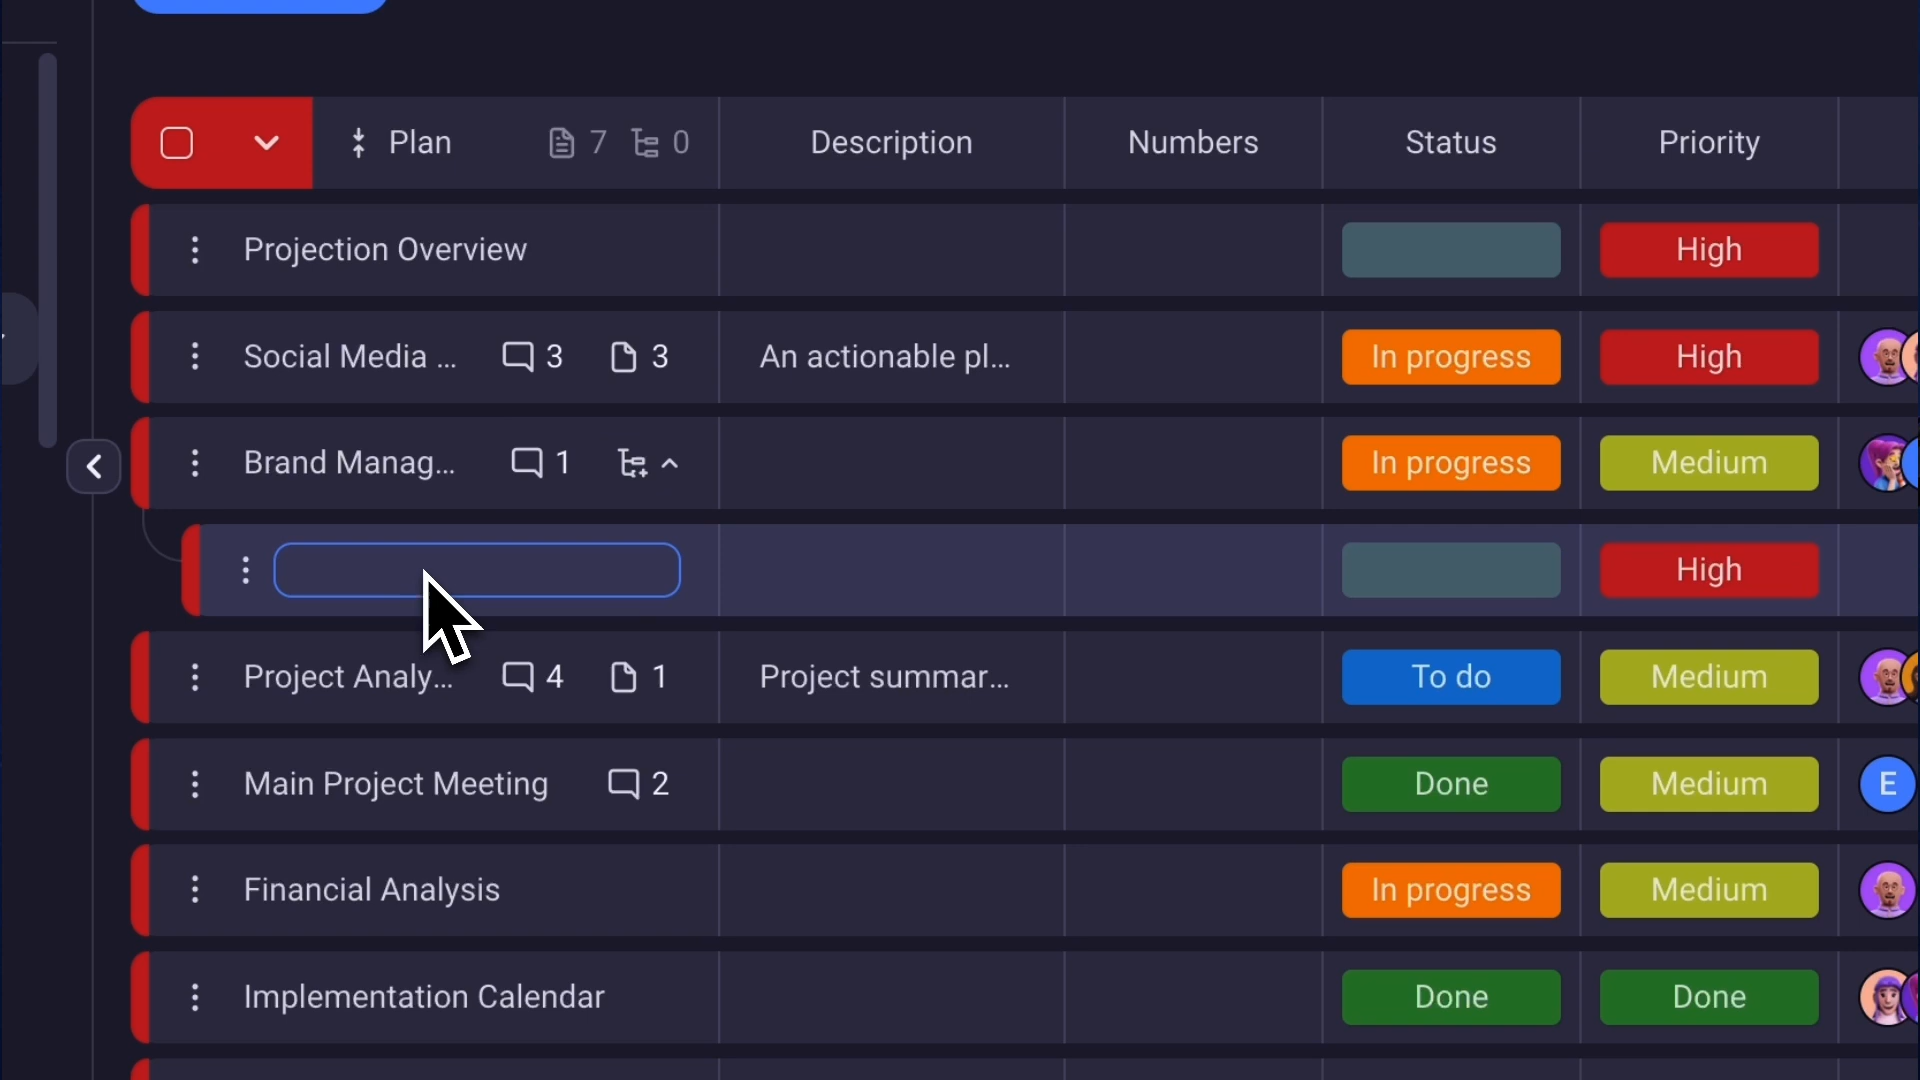 Plan 7 0 Description Numbers Status Priority
Projection Overview High
Social Media ... 3 3 An actionable pl... In progress High
Brand Manag... 1 In progress Medium
High
Project Analy... 4 1 Project summar... To do Medium
Main Project Meeting 2 Done Medium E
Financial Analysis In progress Medium
Implementation Calendar Done Done